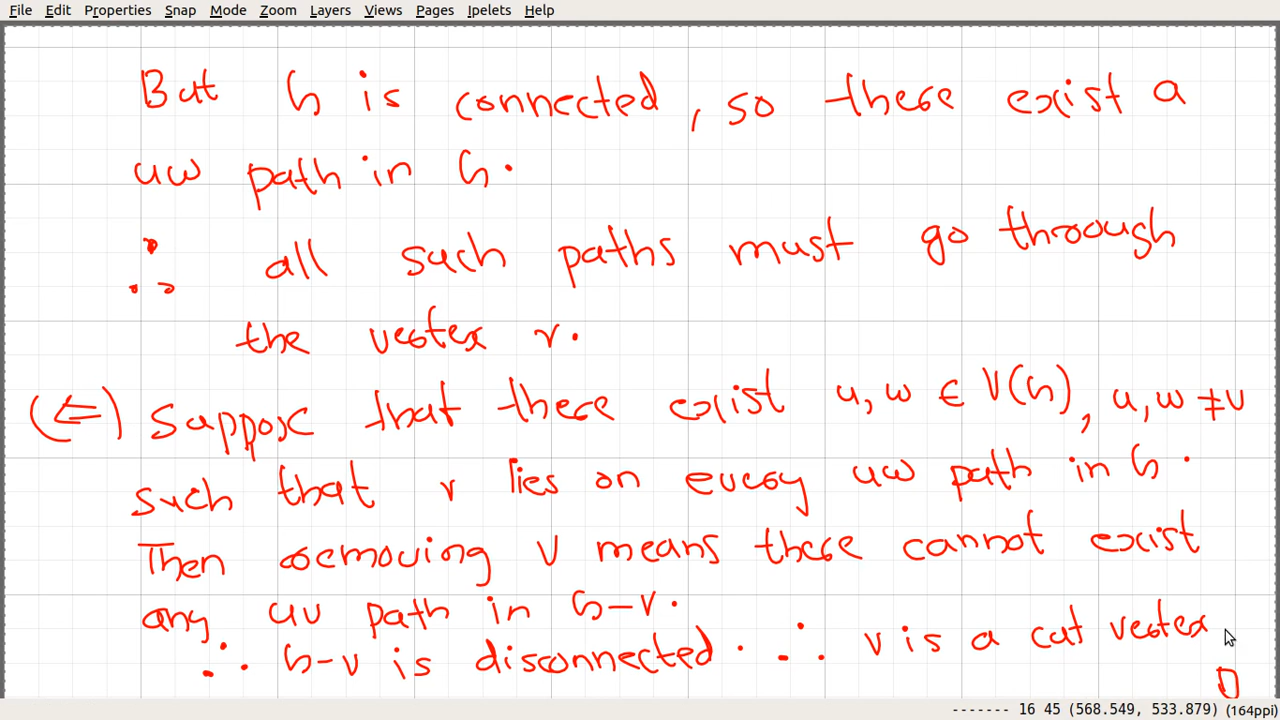 File Edit Properties Snap Mode Zoom Layers Views Pages Ipelets Help
But G is connected, so there exist a
uw path in G.
∴ all such paths must go through
the vertex v.
(⇐) Suppose that there exist u, w ∈ V(G), u, w ≠ v
such that v lies on every uw path in G.
Then removing v means there cannot exist
any uv path in G-v.
∴ G-v is disconnected. ∴ v is a cut vertex
------- 16 45 (568.549, 533.879) (164ppi)